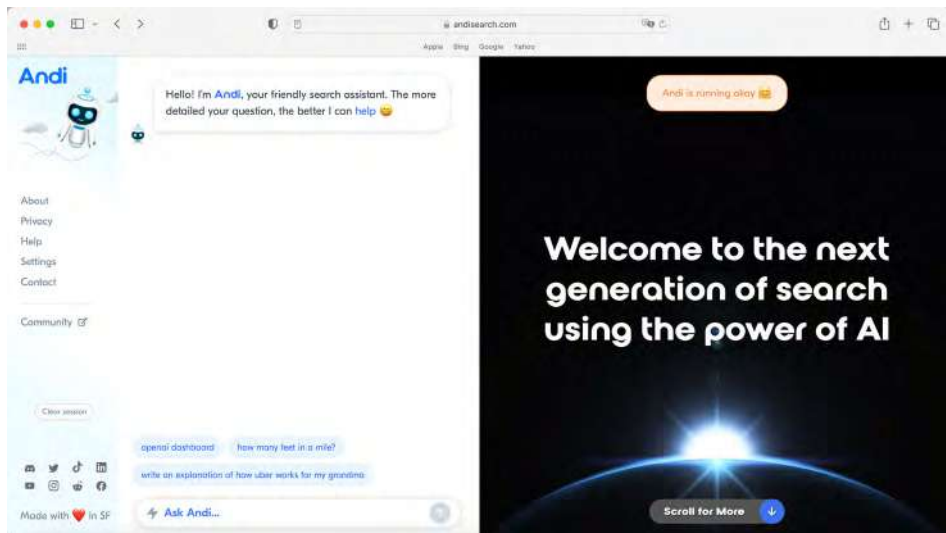 andisearch.com
Apple Bing Google Yahoo
Andi
Hello! I'm Andi, your friendly search assistant. The more
detailed your question, the better I can help
Andi is running okay
About
Privacy
Help
Settings
Contact
Community
Welcome to the next
generation of search
using the power of AI
Clear session
openai dashboard how many feet in a mile?
write an explanation of how uber works for my grandma
Made with ❤️ in SF
Ask Andi...
Scroll for More